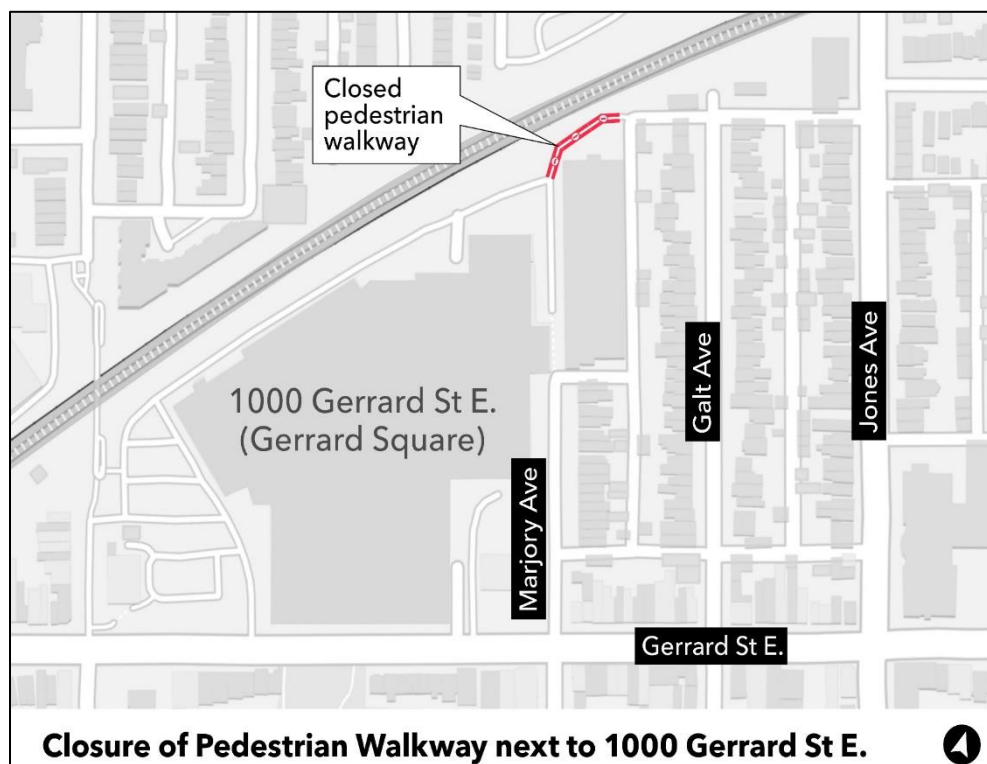 Closed
pedestrian
walkway
1000 Gerrard St E.
(Gerrard Square)
Marjory Ave
Galt Ave
Jones Ave
Gerrard St E.
Closure of Pedestrian Walkway next to 1000 Gerrard St E.